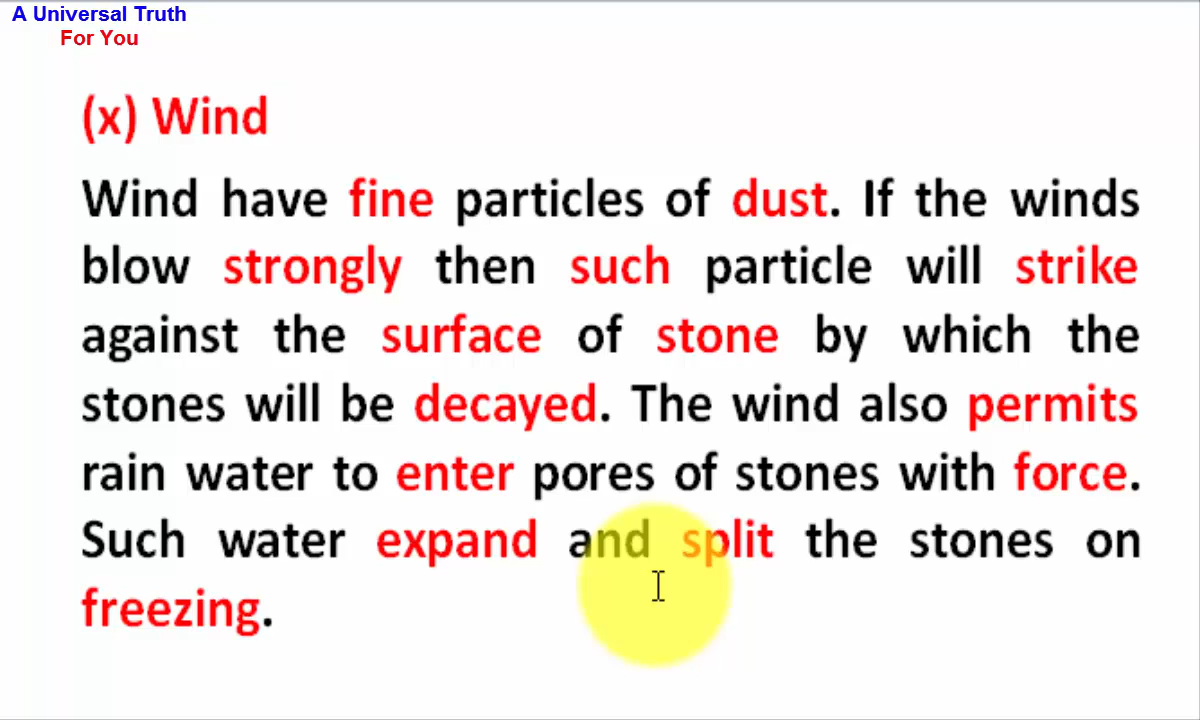 A Universal Truth
For You
(x) Wind
Wind have fine particles of dust. If the winds
blow strongly then such particle will strike
against the surface of stone by which the
stones will be decayed. The wind also permits
rain water to enter pores of stones with force.
Such water expand and split the stones on
freezing.